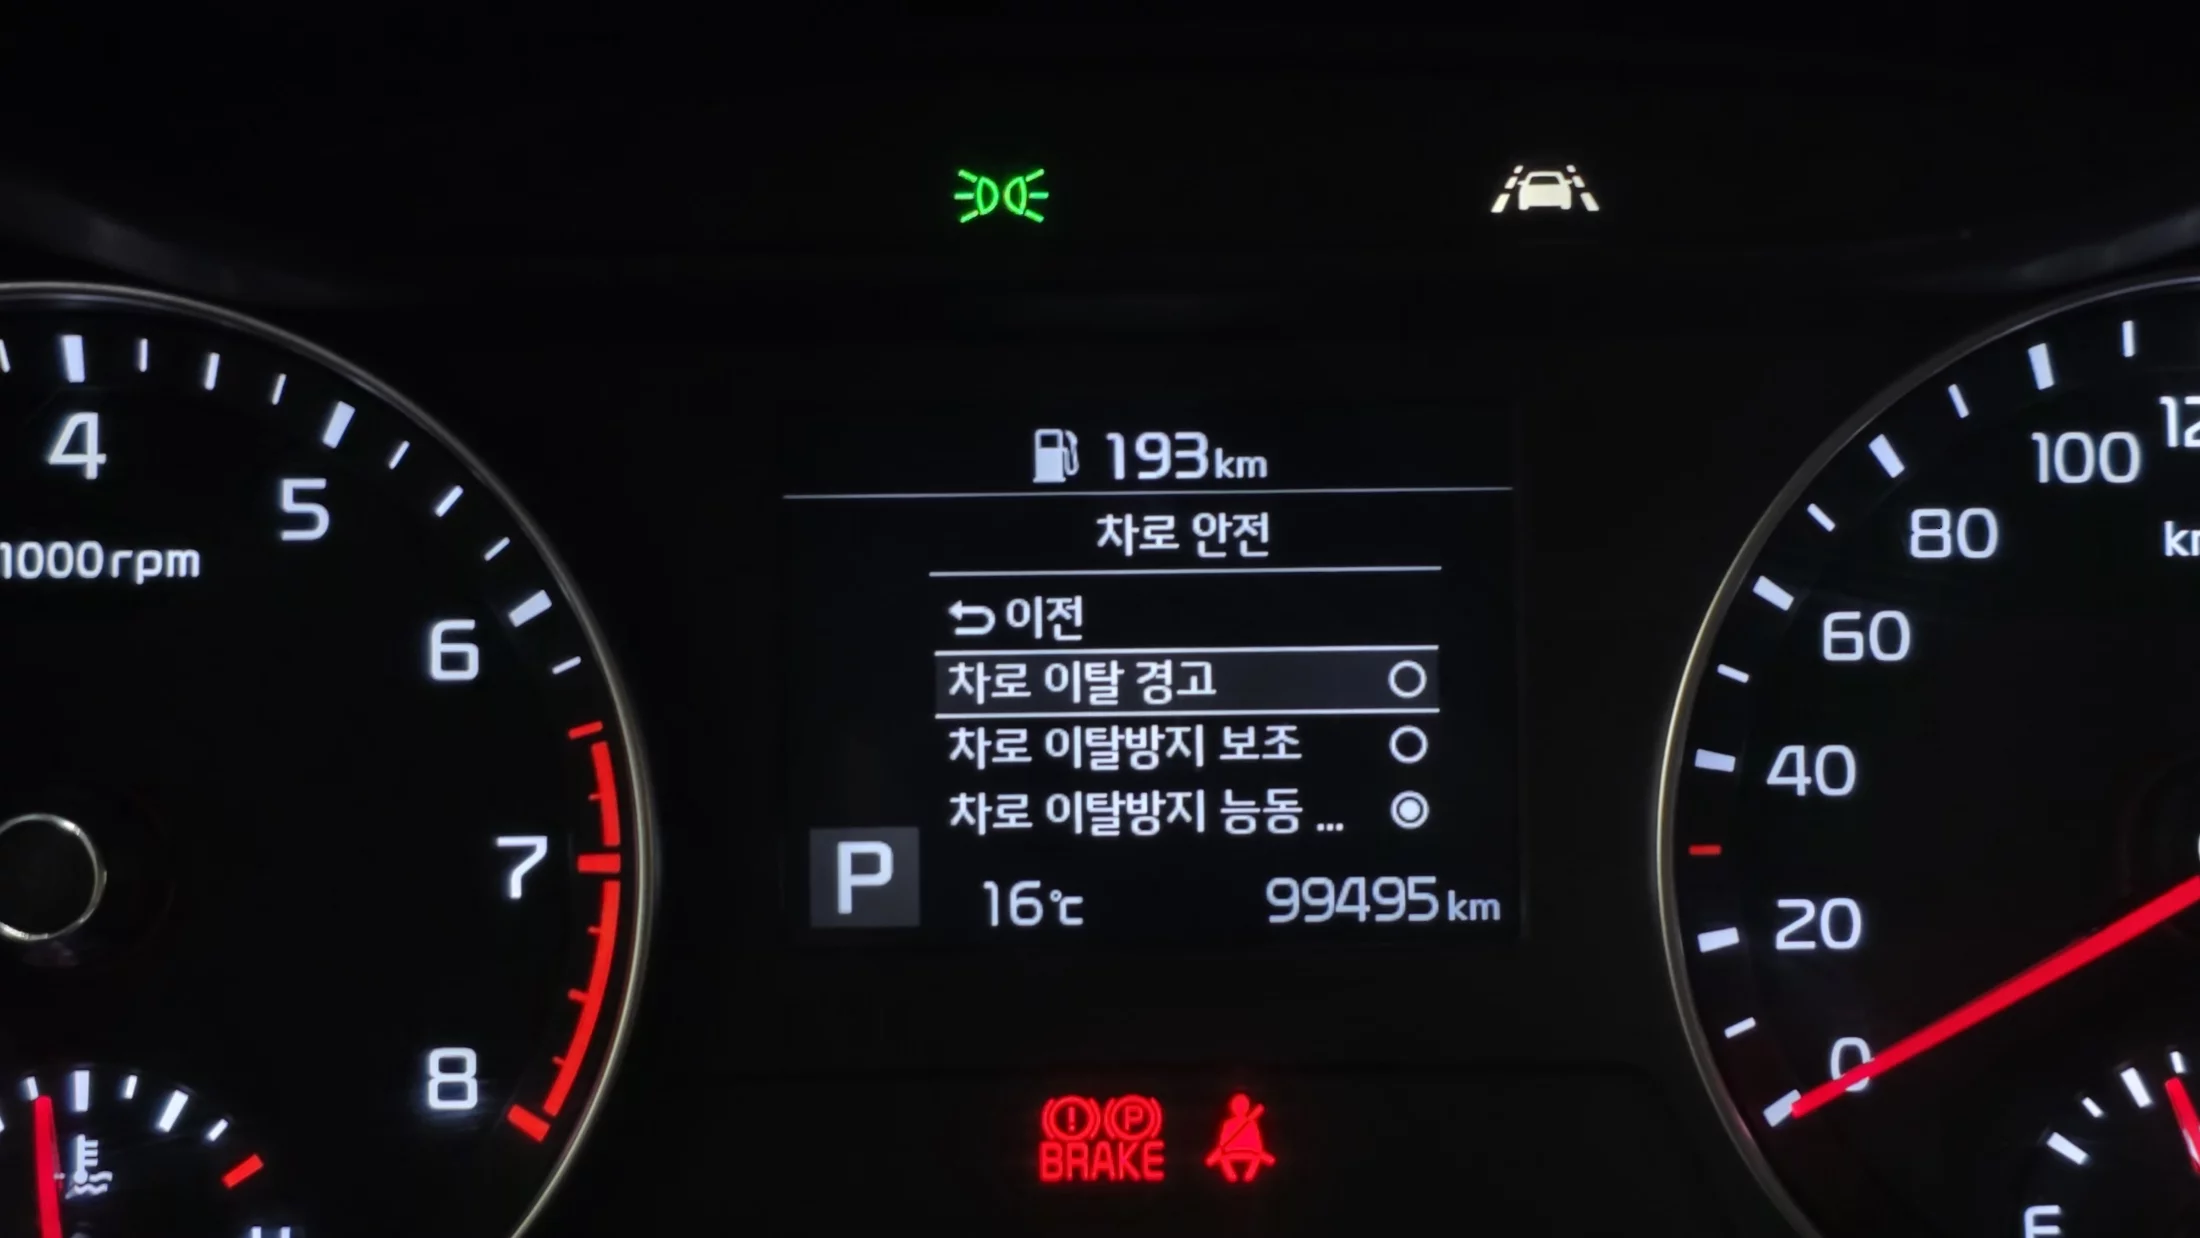 193km
차로 안전
이전
차로 이탈 경고
차로 이탈방지 보조
차로 이탈방지 능동 ...
P
16℃
99495km
4
5
1000rpm
6
7
8
100
80
60
40
20
0
P
BRAKE